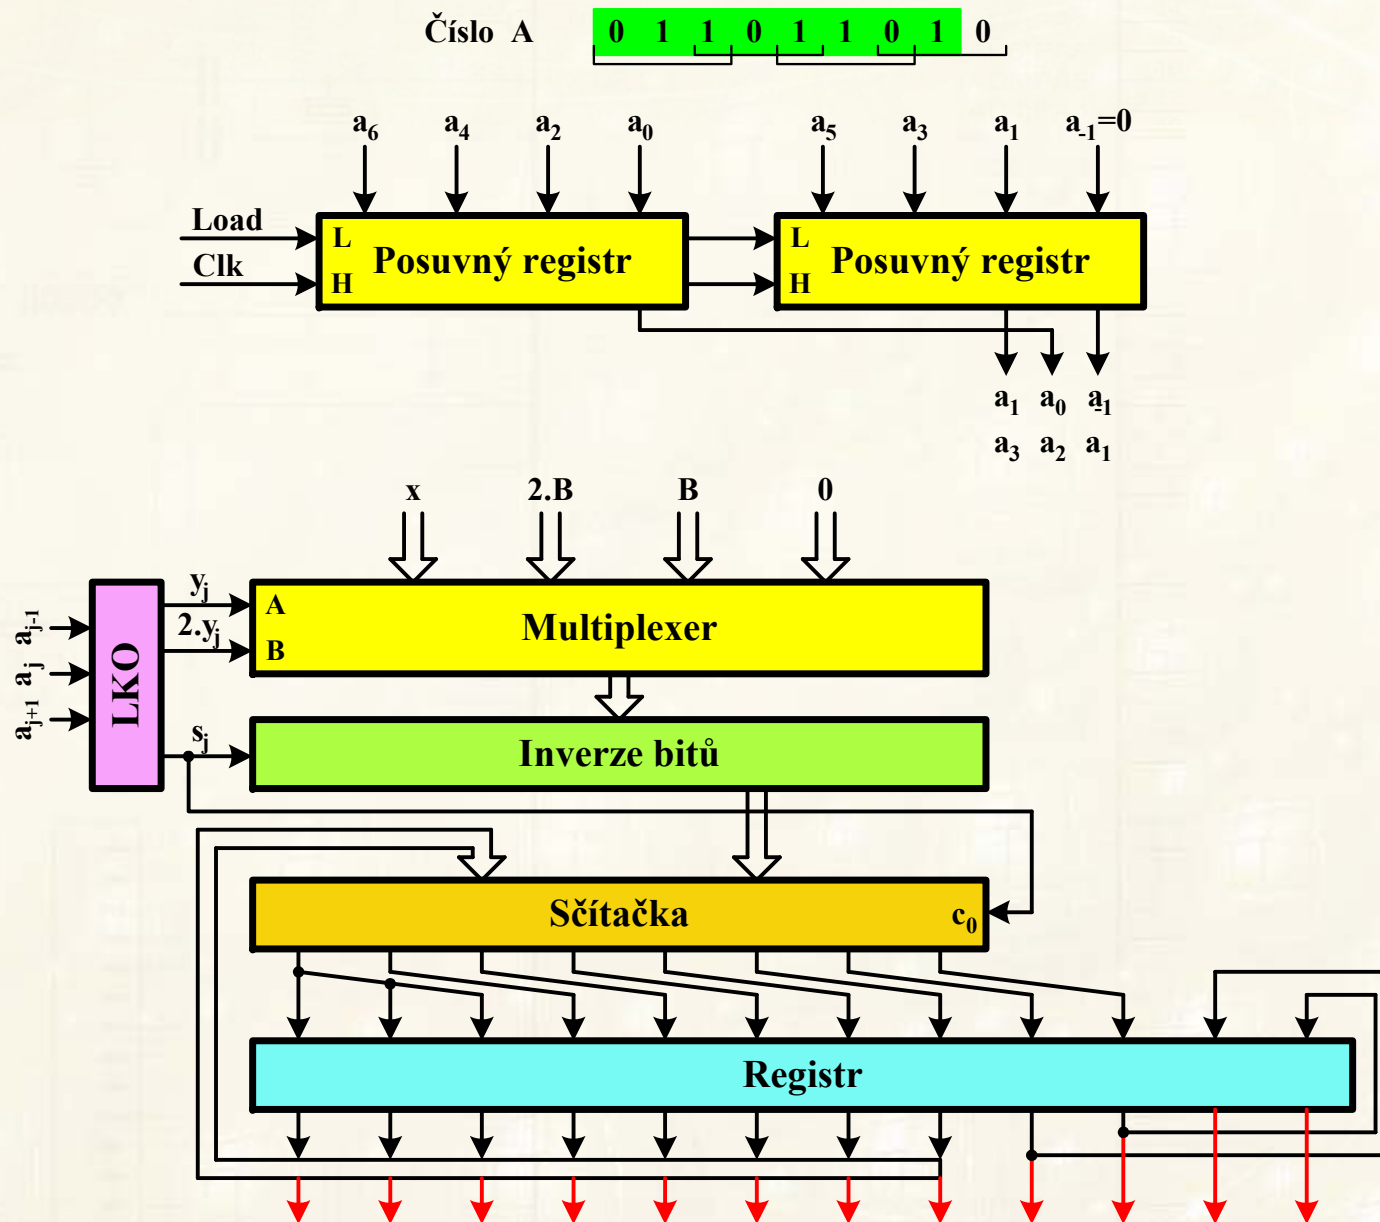 Číslo A 0 1 1 0 1 1 0 1 0
a6 a4 a2 a0 a5 a3 a1 a-1=0
Load L Posuvný registr L Posuvný registr
Clk H H
a1 a0 a-1
a3 a2 a1
x 2.B B 0
yj A
2.yj B Multiplexer
aj-1
aj
aj+1
LKO
sj Inverze bitů
Sčítačka c0
Registr